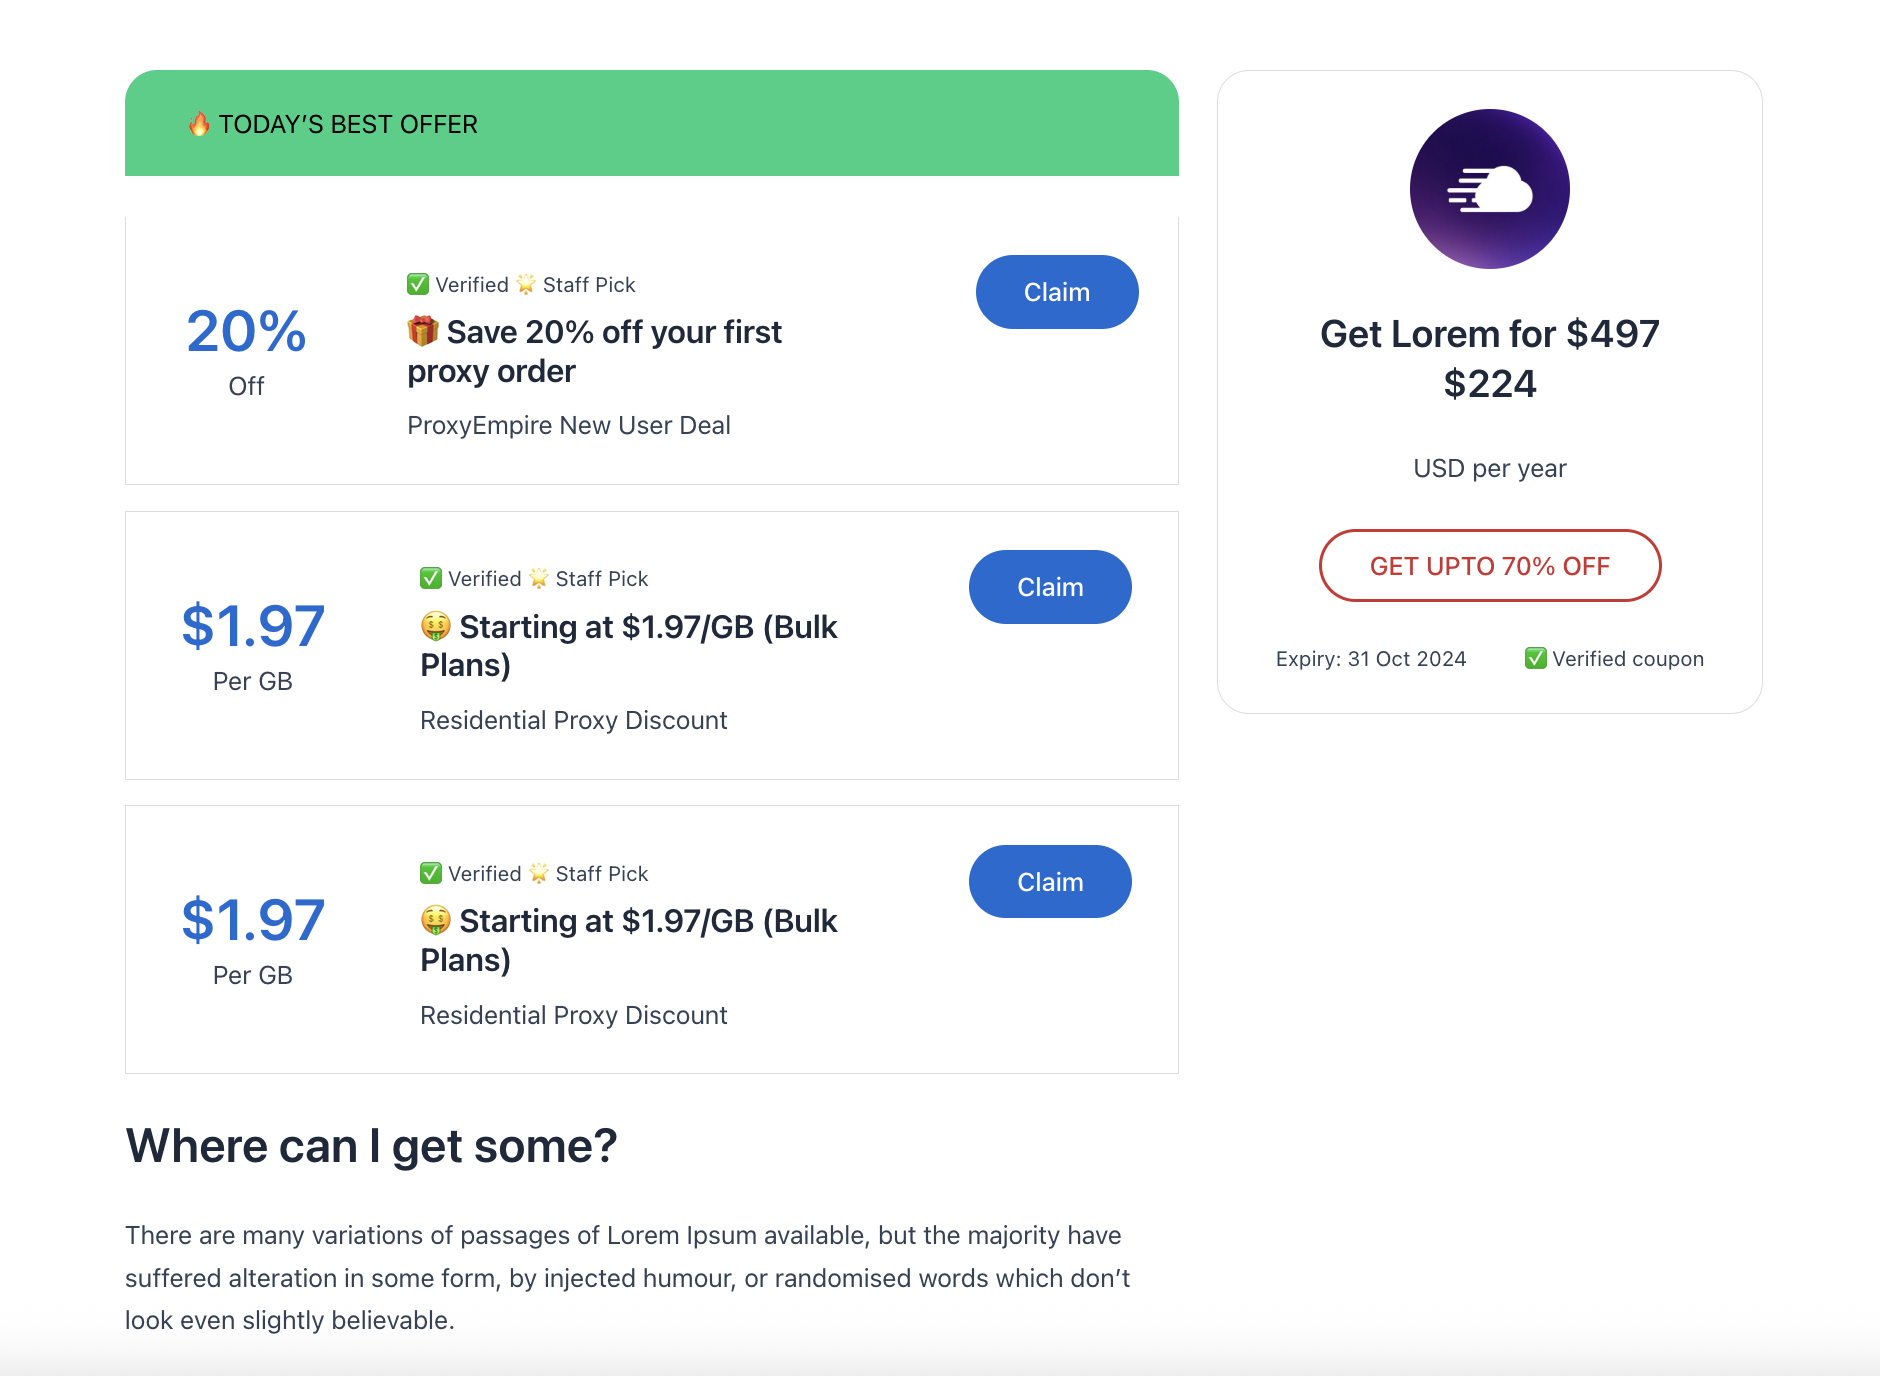 🔥 TODAY’S BEST OFFER
20%
Off
✅ Verified 🌟 Staff Pick
🎁 Save 20% off your first
proxy order
ProxyEmpire New User Deal
Claim
$1.97
Per GB
✅ Verified 🌟 Staff Pick
🤑 Starting at $1.97/GB (Bulk
Plans)
Residential Proxy Discount
Claim
$1.97
Per GB
✅ Verified 🌟 Staff Pick
🤑 Starting at $1.97/GB (Bulk
Plans)
Residential Proxy Discount
Claim
Where can I get some?
There are many variations of passages of Lorem Ipsum available, but the majority have
suffered alteration in some form, by injected humour, or randomised words which don’t
look even slightly believable.
Get Lorem for $497
$224
USD per year
GET UPTO 70% OFF
Expiry: 31 Oct 2024
✅ Verified coupon